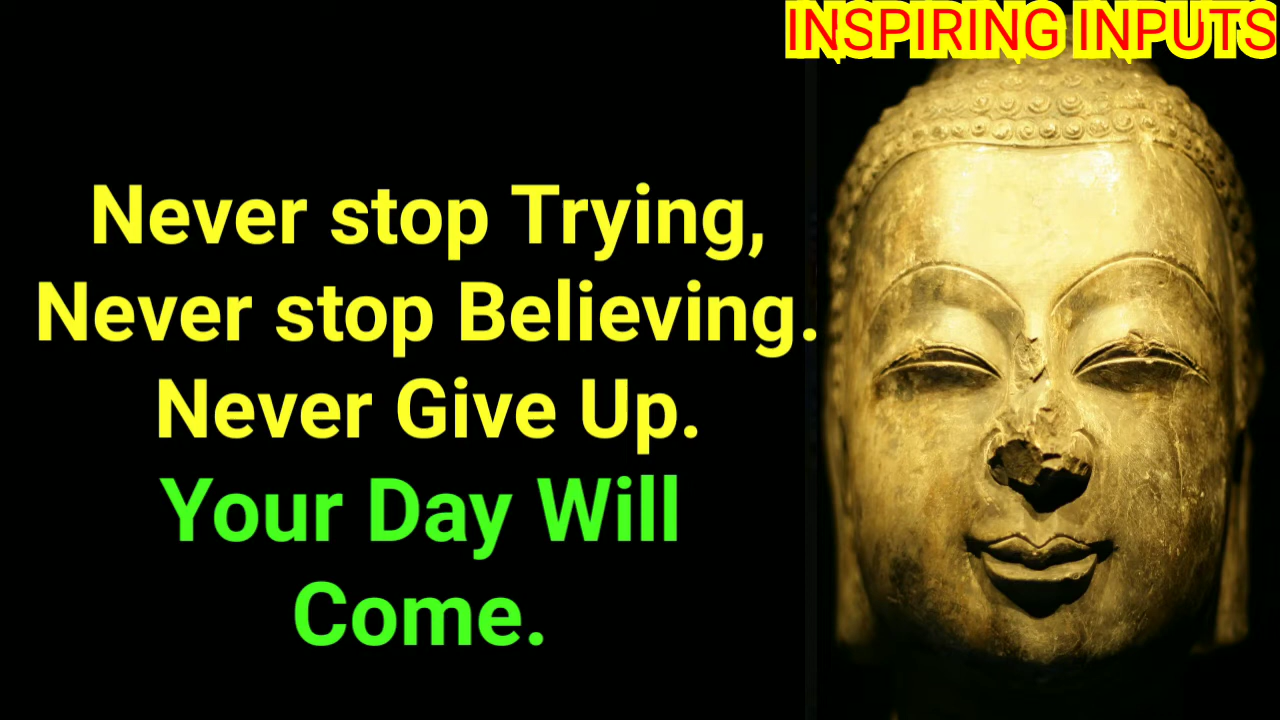 INSPIRING INPUTS
Never stop Trying,
Never stop Believing.
Never Give Up.
Your Day Will
Come.